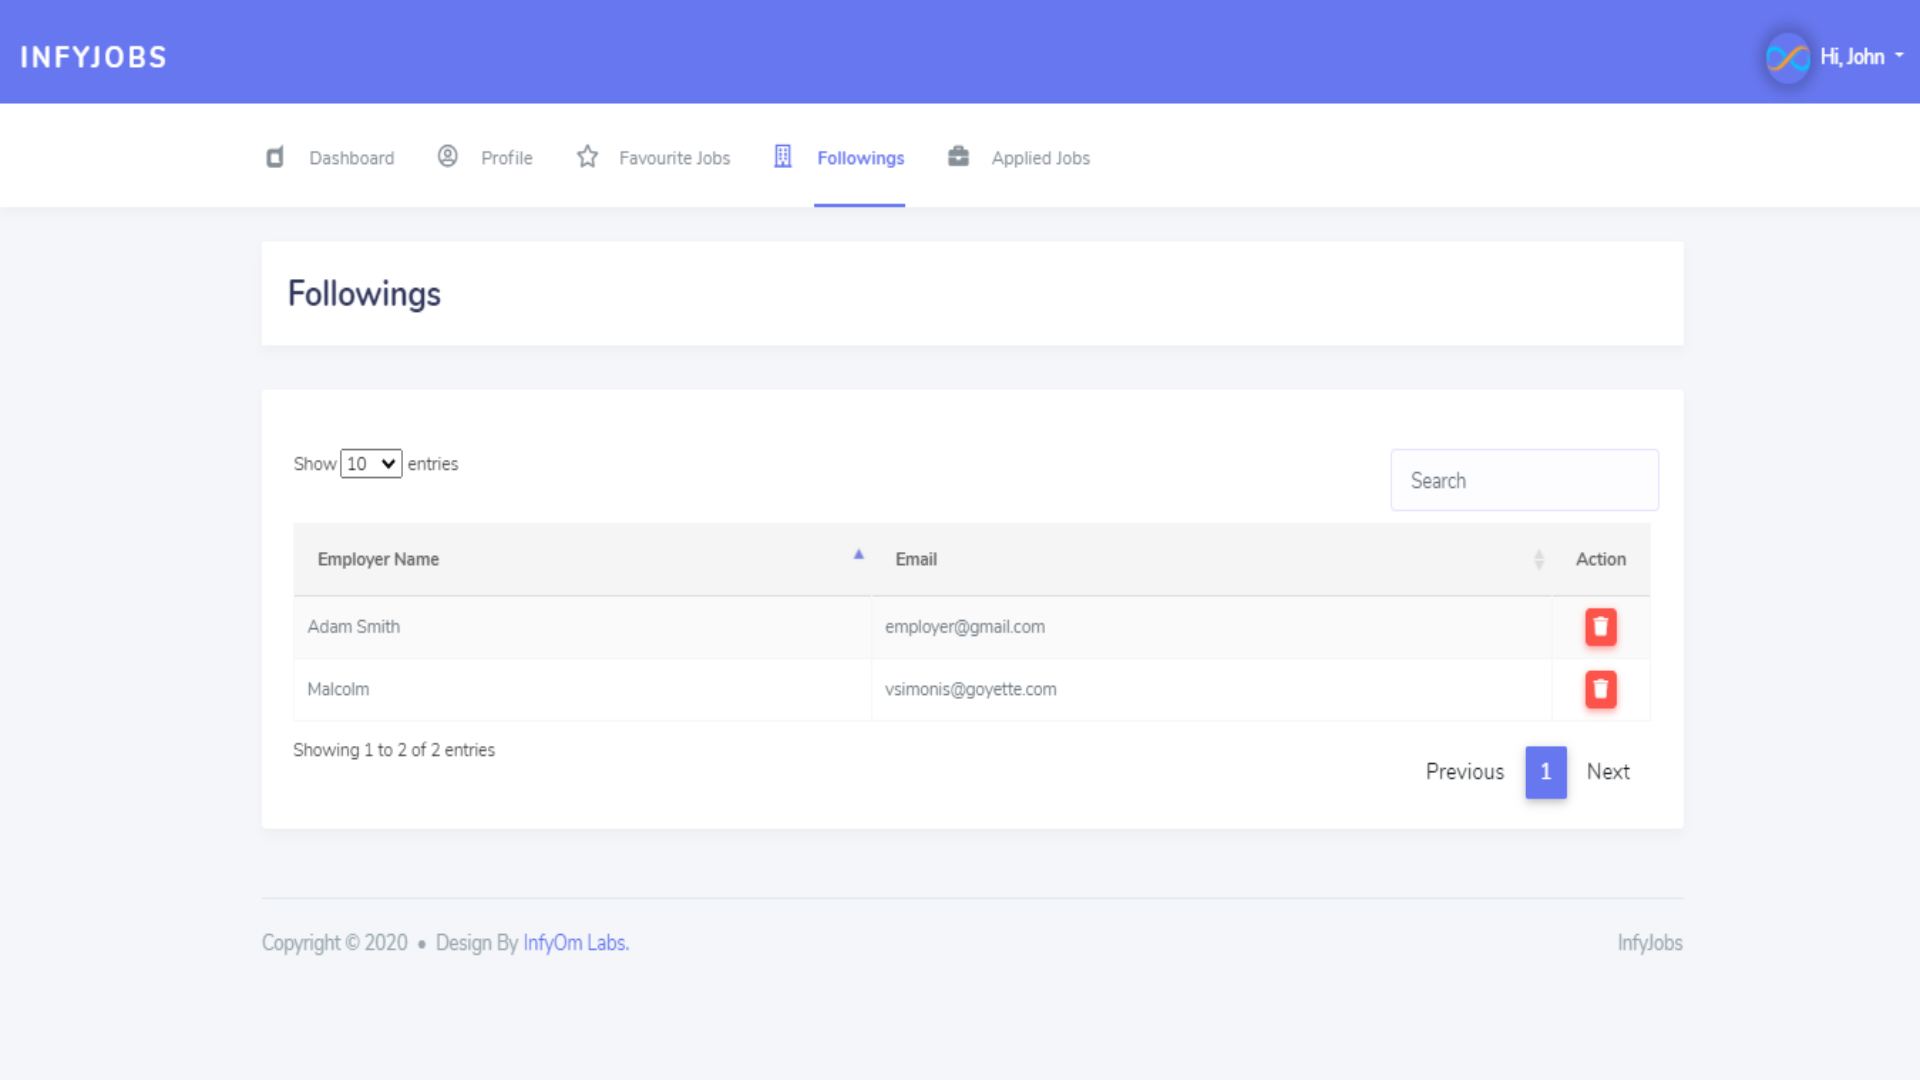 INFYJOBS
Hi, John
Dashboard Profile Favourite Jobs Followings Applied Jobs
Followings
Show 10 entries
Search
Employer Name Email Action
Adam Smith employer@gmail.com
Malcolm vsimonis@goyette.com
Showing 1 to 2 of 2 entries
Previous 1 Next
Copyright © 2020 • Design By InfyOm Labs.
InfyJobs